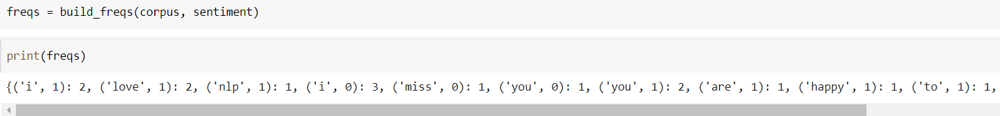 freqs = build_freqs(corpus, sentiment)
print(freqs)
{('i', 1): 2, ('love', 1): 2, ('nlp', 1): 1, ('i', 0): 3, ('miss', 0): 1, ('you', 0): 1, ('you', 1): 2, ('are', 1): 1, ('happy', 1): 1, ('to', 1): 1,